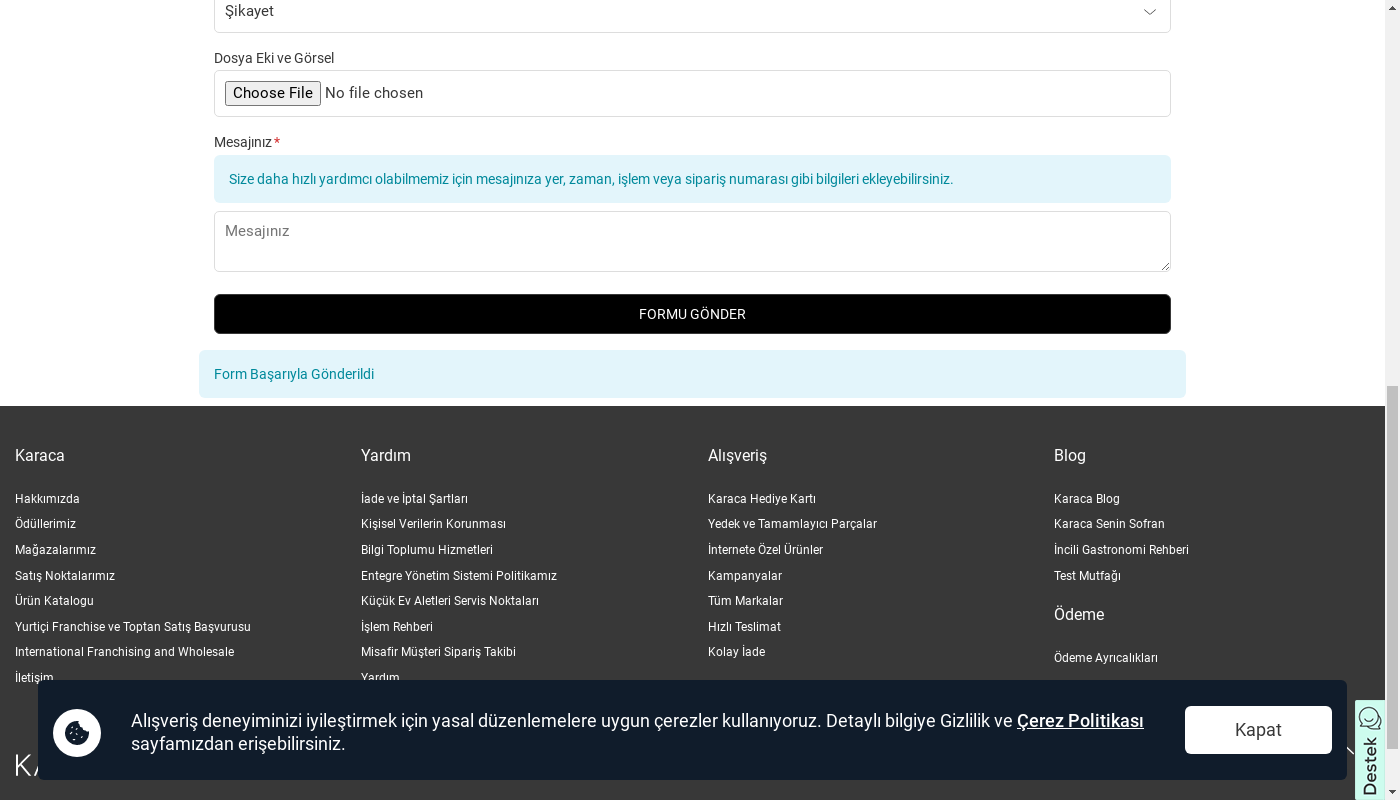 Şikayet
Dosya Eki ve Görsel
Choose File No file chosen
Mesajınız *
Size daha hızlı yardımcı olabilmemiz için mesajınıza yer, zaman, işlem veya sipariş numarası gibi bilgileri ekleyebilirsiniz.
Mesajınız
FORMU GÖNDER
Form Başarıyla Gönderildi
Karaca
Hakkımızda
Ödüllerimiz
Mağazalarımız
Satış Noktalarımız
Ürün Katalogu
Yurtiçi Franchise ve Toptan Satış Başvurusu
International Franchising and Wholesale
İletişim
Yardım
İade ve İptal Şartları
Kişisel Verilerin Korunması
Bilgi Toplumu Hizmetleri
Entegre Yönetim Sistemi Politikamız
Küçük Ev Aletleri Servis Noktaları
İşlem Rehberi
Misafir Müşteri Sipariş Takibi
Yardım
Alışveriş
Karaca Hediye Kartı
Yedek ve Tamamlayıcı Parçalar
İnternete Özel Ürünler
Kampanyalar
Tüm Markalar
Hızlı Teslimat
Kolay İade
Blog
Karaca Blog
Karaca Senin Sofran
İncili Gastronomi Rehberi
Test Mutfağı
Ödeme
Ödeme Ayrıcalıkları
Alışveriş deneyiminizi iyileştirmek için yasal düzenlemelere uygun çerezler kullanıyoruz. Detaylı bilgiye Gizlilik ve Çerez Politikası
sayfamızdan erişebilirsiniz.
Kapat
Destek